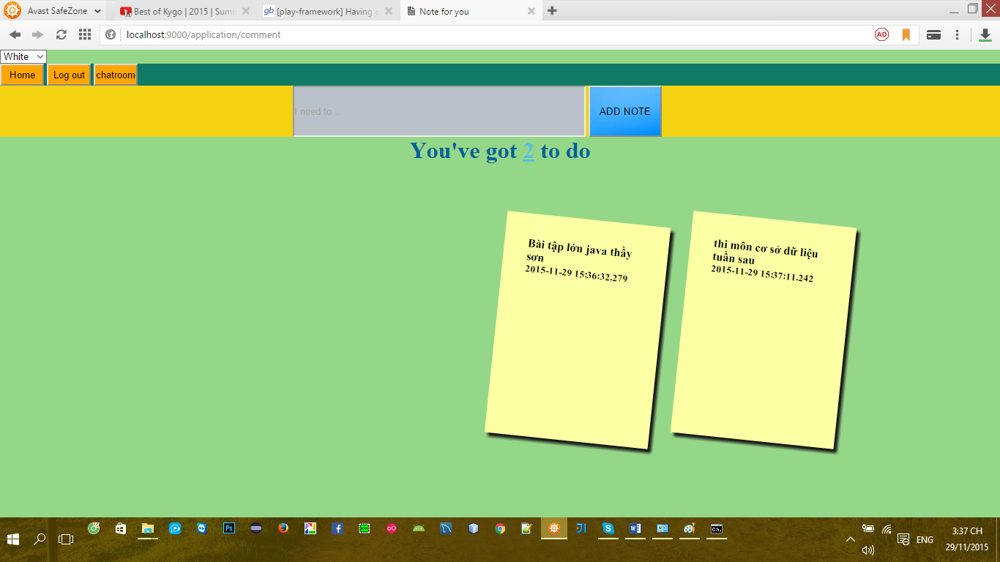 Avast SafeZone
Best of Kygo | 2015 | Sum
[play-framework] Having e
Note for you
localhost:9000/application/comment
AD
White
Home
Log out
chatroom
I need to...
ADD NOTE
You've got 2 to do
Bài tập lớn java thầy
sơn
2015-11-29 15:36:32.279
thi môn cơ sở dữ liệu
tuần sau
2015-11-29 15:37:11.242
ENG
3:37 CH
29/11/2015